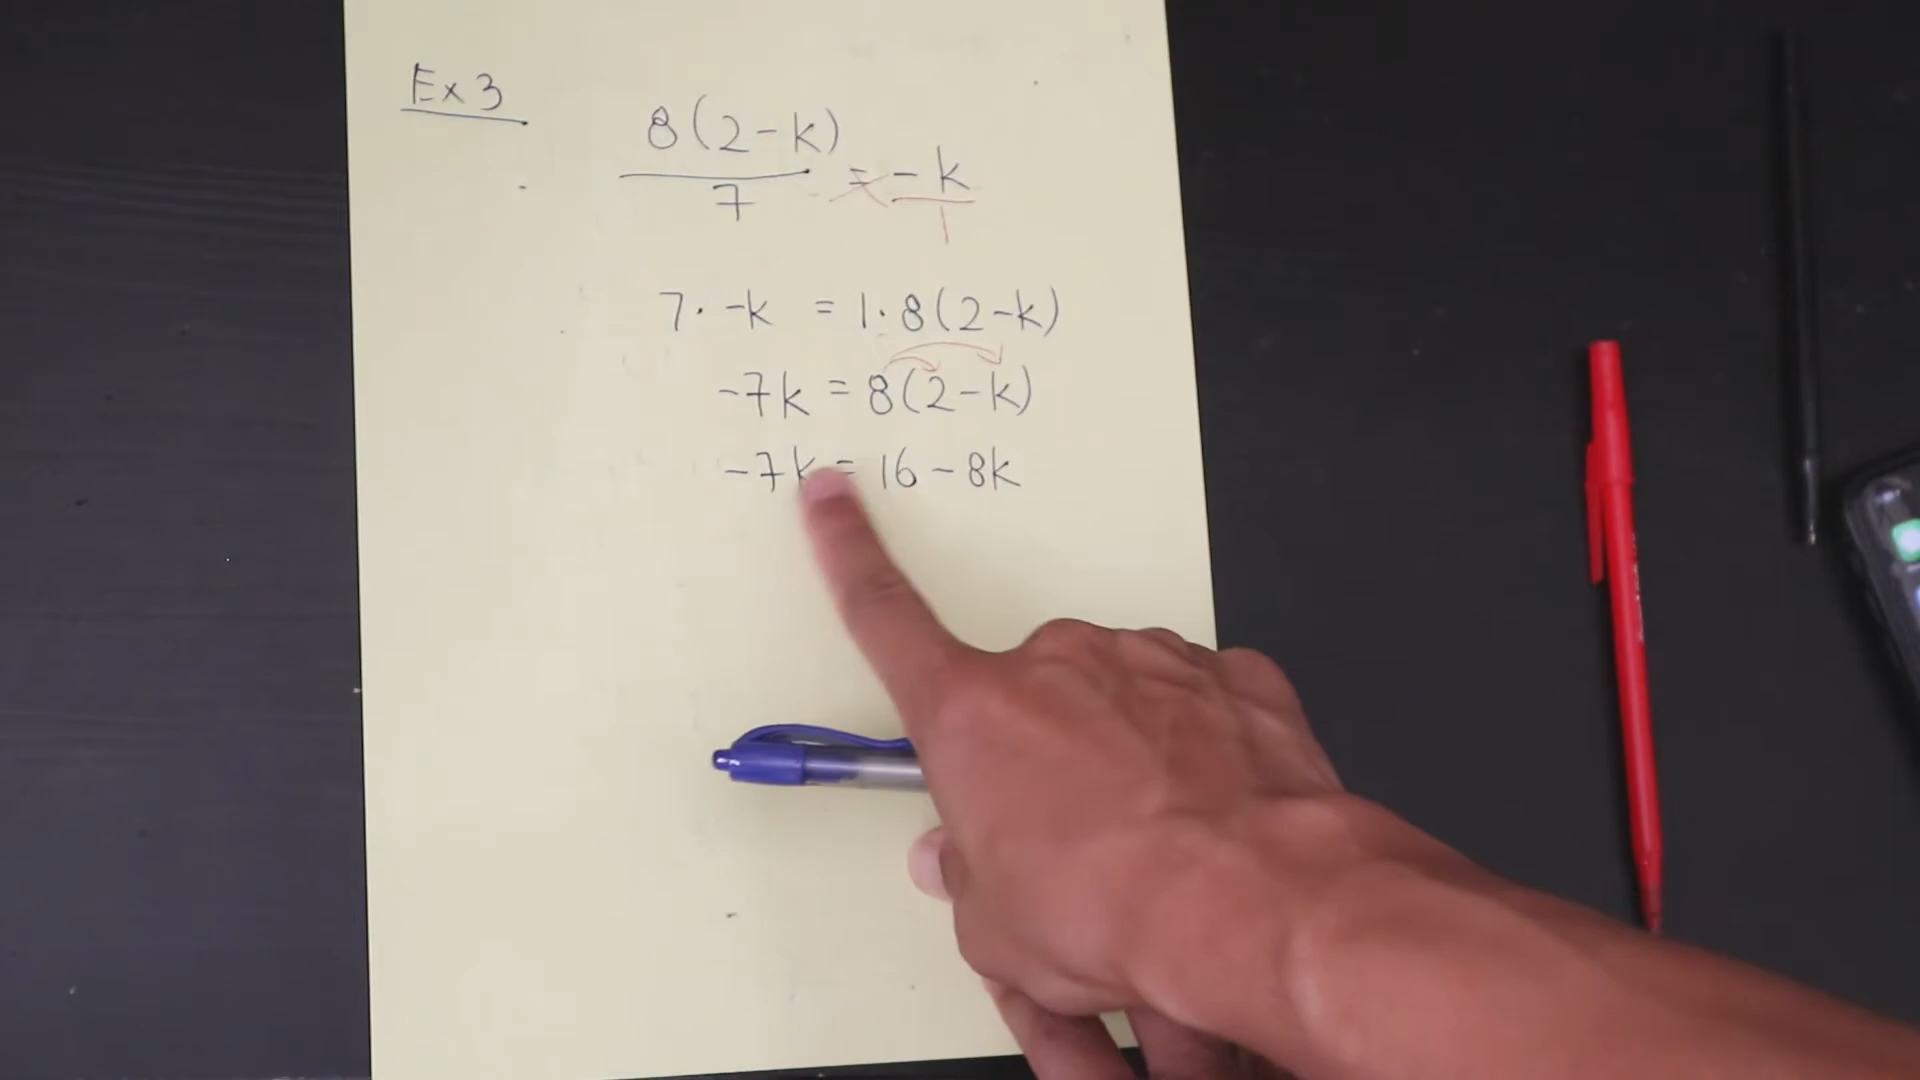 Ex 3
8(2-k)
7
= -k
1
7. -k = 1·8(2-k)
-7k = 8(2-k)
-7k = 16 - 8k